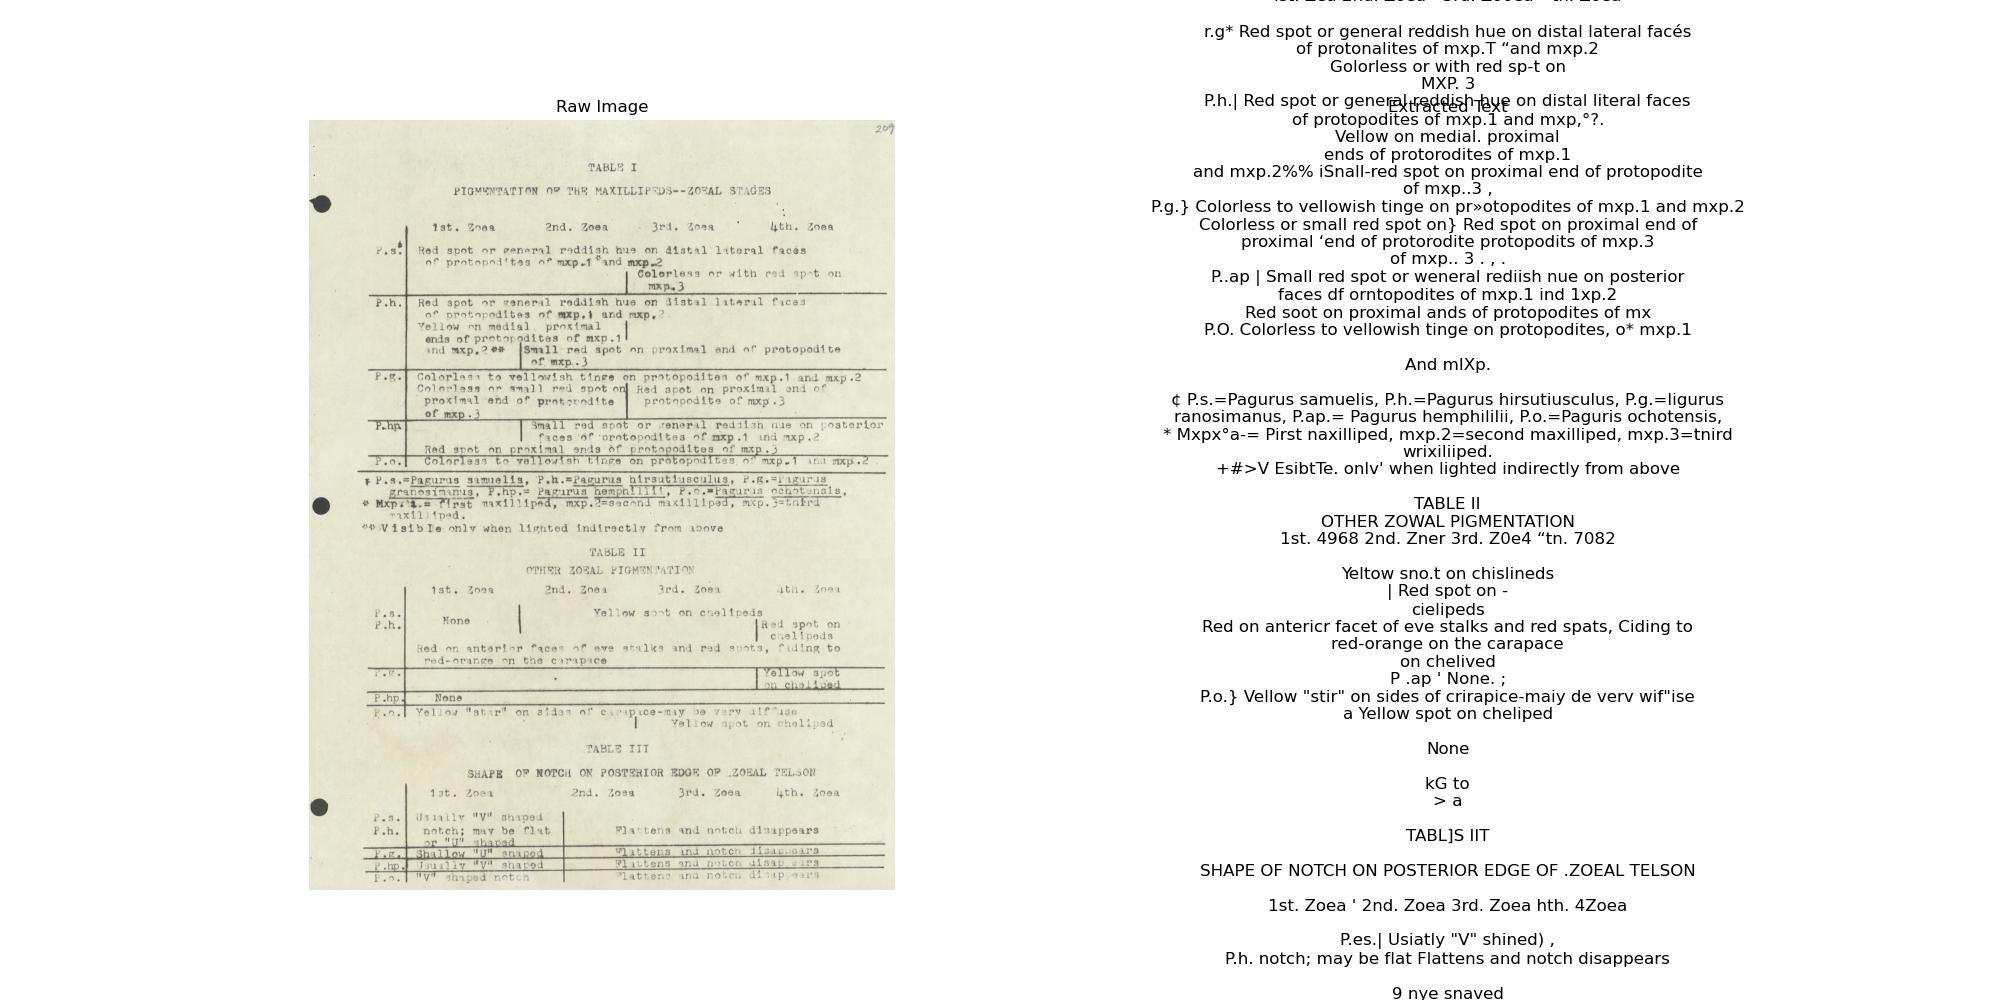 Raw Image
209
TABLE I
PIGMENTATION OF THE MAXILLIPEDS--ZOEAL STAGES
1st. Zoea 2nd. Zoea 3rd. Zoea 4th. Zoea
P.s. Red spot or general reddish hue on distal lateral faces
of protopodites of mxp.1 * and mxp.2
Colorless or with red spot on
mxp.3
P.h. Red spot or general reddish hue on distal lateral faces
of protopodites of mxp.1 and mxp.2
Yellow on medial proximal
ends of protopodites of mxp.1
and mxp.2 ** Small red spot on proximal end of protopodite
of mxp.3
P.g. Colorless to yellowish tinge on protopodites of mxp.1 and mxp.2
Colorless or small red spot on Red spot on proximal end of
proximal end of protopodite protopodite of mxp.3
of mxp.3
P.hp Small red spot or general reddish hue on posterior
faces of protopodites of mxp.1 and mxp.2
Red spot on proximal ends of protopodites of mxp.3
P.o. Colorless to yellowish tinge on protopodites of mxp.1 and mxp.2
P.s.=Pagurus samuelis, P.h.=Pagurus hirsutiusculus, P.g.=Pagurus
granosimanus, P.hp.= Pagurus hemphillii, P.o.=Pagurus ochotensis,
* Mxp.1.= first maxilliped, mxp.2=second maxilliped, mxp.3=third
maxilliped.
**Visible only when lighted indirectly from above
TABLE II
OTHER ZOEAL PIGMENTATION
1st. Zoea 2nd. Zoea 3rd. Zoea 4th. Zoea
P.s. Yellow spot on chelipeds
P.h. None Red spot on
chelipeds
Red on anterior faces of eye stalks and red spots, fading to
red-orange on the carapace
P.g. Yellow spot
on cheliped
P.hp. None
P.o. Yellow "star" on sides of carapace-may be very diffuse
Yellow spot on cheliped
TABLE III
SHAPE OF NOTCH ON POSTERIOR EDGE OF .ZOEAL TELSON
1st. Zoea 2nd. Zoea 3rd. Zoea 4th. Zoea
P.s. Usually "V" shaped
P.h. notch; may be flat Flattens and notch disappears
or "U" shaped
P.g. Shallow "U" shaped Flattens and notch disappears
P.hp. Usually "V" shaped Flattens and notch disappears
P.o. "V" shaped notch Flattens and notch disappears
r.g* Red spot or general reddish hue on distal lateral facés
of protonalites of mxp.T “and mxp.2
Golorless or with red sp-t on
MXP. 3
P.h.| Red spot or general reddish hue on distal literal faces
Extracted Text
of protopodites of mxp.1 and mxp,°?.
Vellow on medial. proximal
ends of protorodites of mxp.1
and mxp.2%% iSnall-red spot on proximal end of protopodite
of mxp..3 ,
P.g.} Colorless to vellowish tinge on pr»otopodites of mxp.1 and mxp.2
Colorless or small red spot on} Red spot on proximal end of
proximal ‘end of protorodite protopodits of mxp.3
of mxp.. 3 . , .
P..ap | Small red spot or weneral rediish nue on posterior
faces df orntopodites of mxp.1 ind 1xp.2
Red soot on proximal ands of protopodites of mx
P.O. Colorless to vellowish tinge on protopodites, o* mxp.1
And mlXp.
¢ P.s.=Pagurus samuelis, P.h.=Pagurus hirsutiusculus, P.g.=ligurus
ranosimanus, P.ap.= Pagurus hemphililii, P.o.=Paguris ochotensis,
* Mxpx°a-= Pirst naxilliped, mxp.2=second maxilliped, mxp.3=tnird
wrixiliiped.
+#>V EsibtTe. onlv' when lighted indirectly from above
TABLE II
OTHER ZOWAL PIGMENTATION
1st. 4968 2nd. Zner 3rd. Z0e4 “tn. 7082
Yeltow sno.t on chislineds
| Red spot on -
cielipeds
Red on antericr facet of eve stalks and red spats, Ciding to
red-orange on the carapace
on chelived
P .ap ' None. ;
P.o.} Vellow "stir" on sides of crirapice-maiy de verv wif"ise
a Yellow spot on cheliped
None
kG to
> a
TABL]S IIT
SHAPE OF NOTCH ON POSTERIOR EDGE OF .ZOEAL TELSON
1st. Zoea ' 2nd. Zoea 3rd. Zoea hth. 4Zoea
P.es.| Usiatly "V" shined) ,
P.h. notch; may be flat Flattens and notch disappears
9 nye snaved